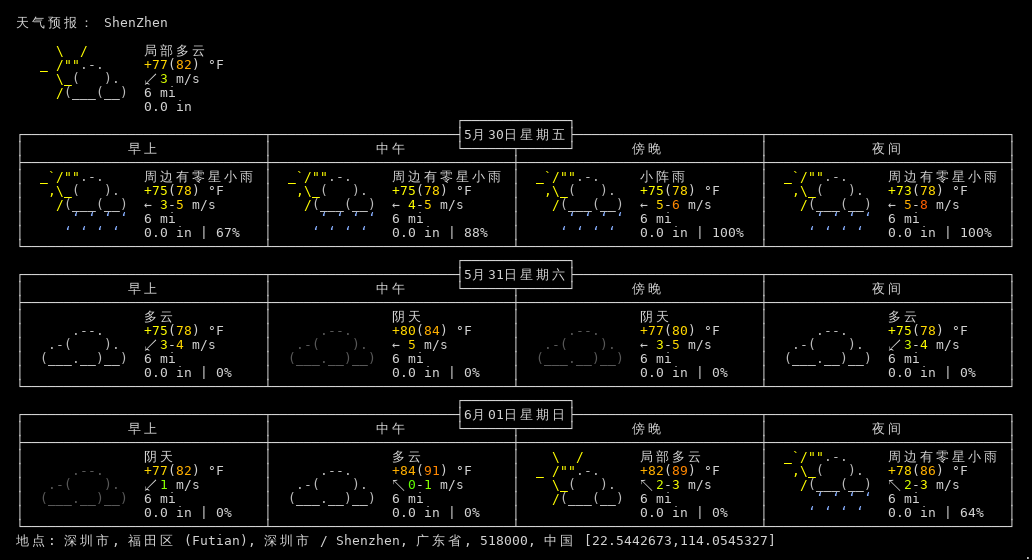 天气预报： ShenZhen
局部多云
+77(82) °F
↙ 3 m/s
6 mi
0.0 in
5月30日星期五
早上 中午 傍晚 夜间
周边有零星小雨 周边有零星小雨 小阵雨 周边有零星小雨
+75(78) °F +75(78) °F +75(78) °F +73(78) °F
← 3-5 m/s ← 4-5 m/s ← 5-6 m/s ← 5-8 m/s
6 mi 6 mi 6 mi 6 mi
0.0 in | 67% 0.0 in | 88% 0.0 in | 100% 0.0 in | 100%
5月31日星期六
早上 中午 傍晚 夜间
多云 阴天 阴天 多云
+75(78) °F +80(84) °F +77(80) °F +75(78) °F
↙ 3-4 m/s ← 5 m/s ← 3-5 m/s ↙ 3-4 m/s
6 mi 6 mi 6 mi 6 mi
0.0 in | 0% 0.0 in | 0% 0.0 in | 0% 0.0 in | 0%
6月01日星期日
早上 中午 傍晚 夜间
阴天 多云 局部多云 周边有零星小雨
+77(82) °F +84(91) °F +82(89) °F +78(86) °F
↙ 1 m/s ↖ 0-1 m/s ↖ 2-3 m/s ↖ 2-3 m/s
6 mi 6 mi 6 mi 6 mi
0.0 in | 0% 0.0 in | 0% 0.0 in | 0% 0.0 in | 64%
地点: 深圳市, 福田区 (Futian), 深圳市 / Shenzhen, 广东省, 518000, 中国 [22.5442673,114.0545327]